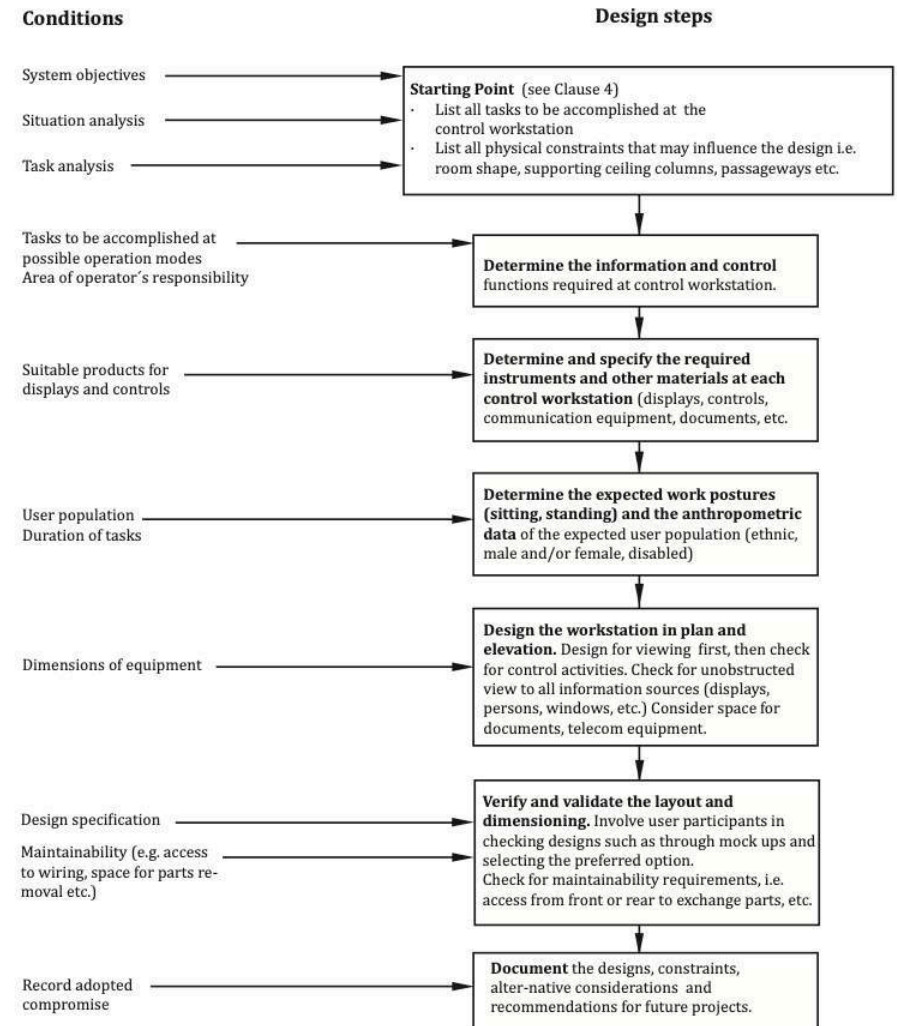 Conditions
Design steps
System objectives
Situation analysis
Task analysis
Starting Point (see Clause 4)
· List all tasks to be accomplished at the
control workstation
· List all physical constraints that may influence the design i.e.
room shape, supporting ceiling columns, passageways etc.
Tasks to be accomplished at
possible operation modes
Area of operator´s responsibility
Determine the information and control
functions required at control workstation.
Suitable products for
displays and controls
Determine and specify the required
instruments and other materials at each
control workstation (displays, controls,
communication equipment, documents, etc.
User population
Duration of tasks
Determine the expected work postures
(sitting, standing) and the anthropometric
data of the expected user population (ethnic,
male and/or female, disabled)
Dimensions of equipment
Design the workstation in plan and
elevation. Design for viewing first, then check
for control activities. Check for unobstructed
view to all information sources (displays,
persons, windows, etc.) Consider space for
documents, telecom equipment.
Design specification
Maintainability (e.g. access
to wiring, space for parts re-
moval etc.)
Verify and validate the layout and
dimensioning. Involve user participants in
checking designs such as through mock ups and
selecting the preferred option.
Check for maintainability requirements, i.e.
access from front or rear to exchange parts, etc.
Record adopted
compromise
Document the designs, constraints,
alter-native considerations and
recommendations for future projects.